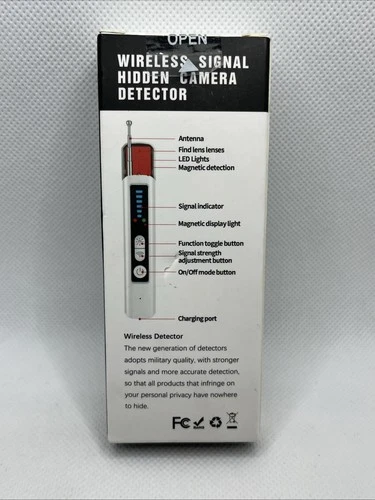 OPEN
WIRELESS SIGNAL
HIDDEN CAMERA
DETECTOR
Antenna
Find lens lenses
LED Lights
Magnetic detection
Signal indicator
Magnetic display light
Function toggle button
Signal strength
adjustment button
On/Off mode button
Charging port
Wireless Detector
The new generation of detectors
adopts military quality, with stronger
signals and more accurate detection,
so that all products that infringe on
your personal privacy have nowhere
to hide.
FC